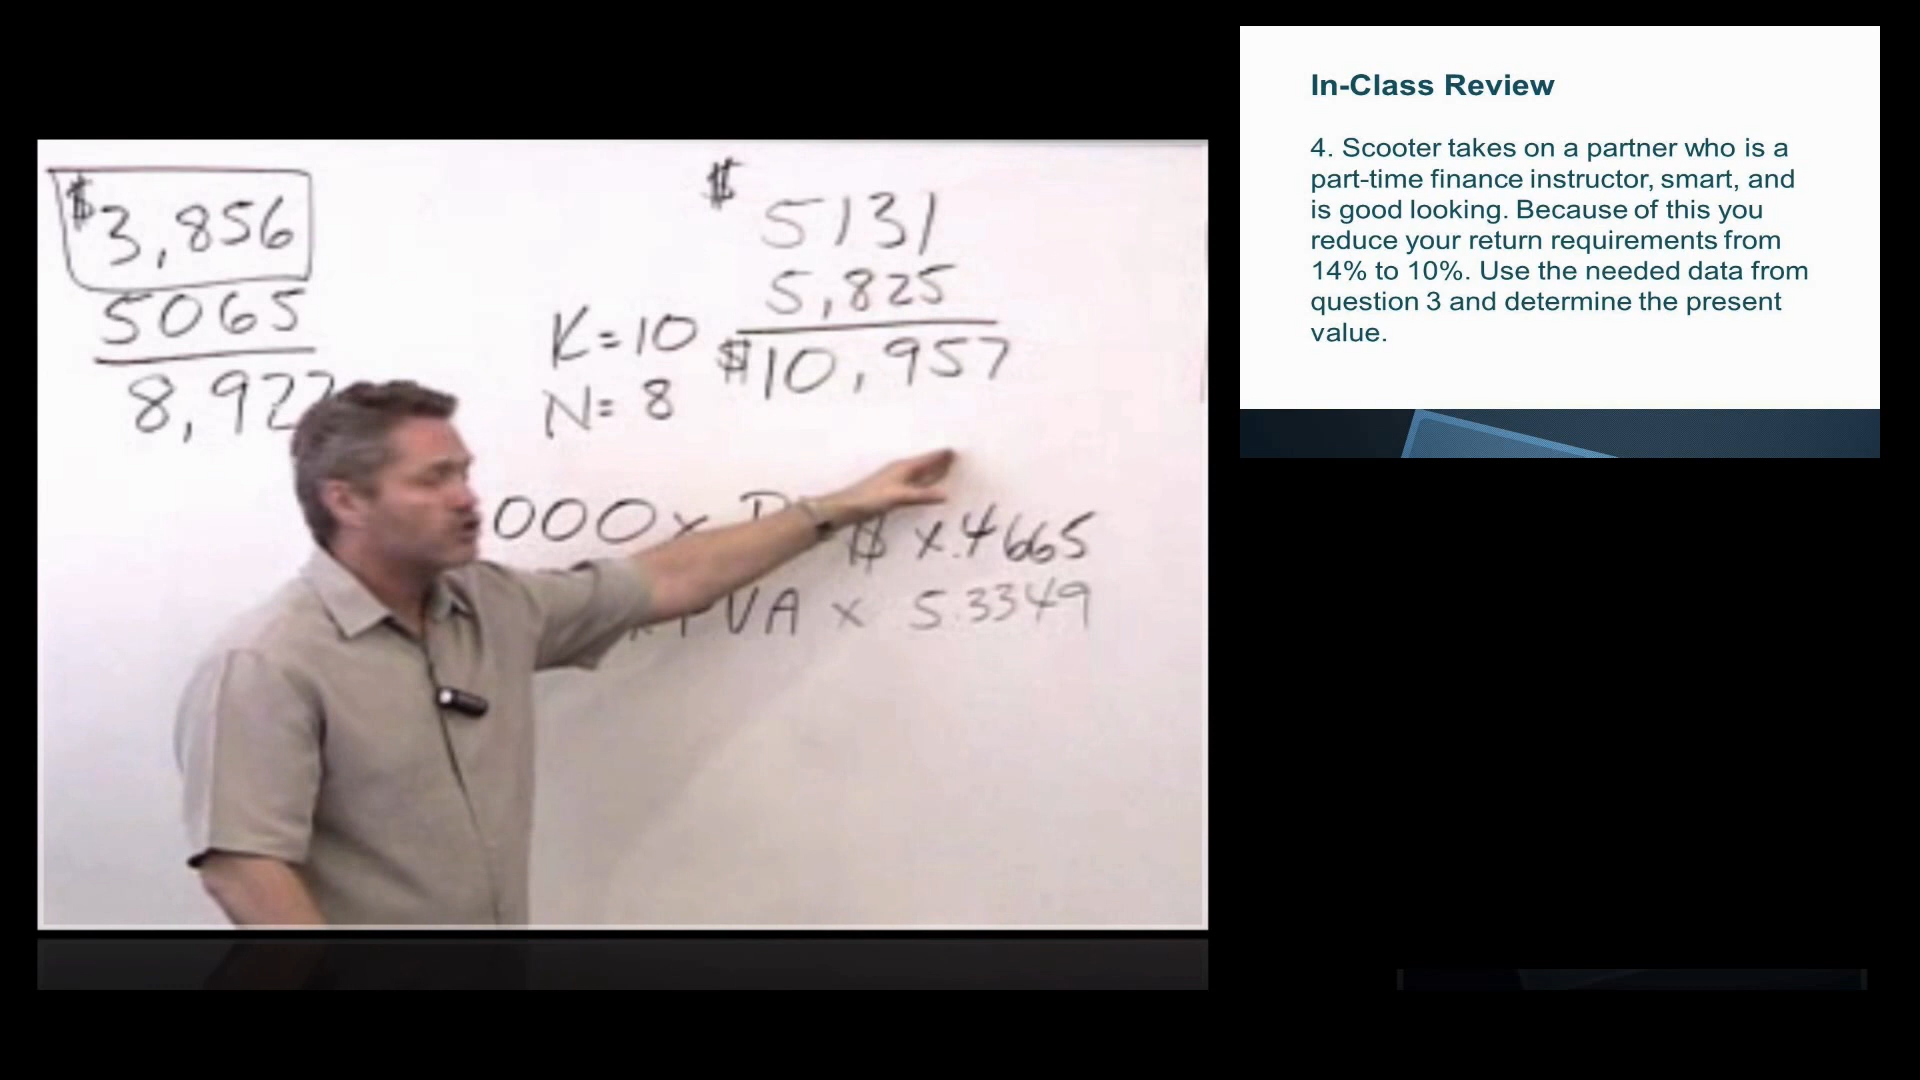 $3,856
5065
8,922
$
5131
5,825
$10,957
K=10
N=8
000x
$ x.4665
VA x 5.3349
In-Class Review
4. Scooter takes on a partner who is a
part-time finance instructor, smart, and
is good looking. Because of this you
reduce your return requirements from
14% to 10%. Use the needed data from
question 3 and determine the present
value.